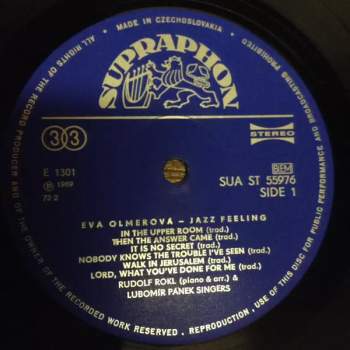 MADE IN CZECHOSLOVAKIA
ALL RIGHTS OF THE RECORD PRODUCER AND OF THE OWNER OF THE RECORDED WORK RESERVED . REPRODUCTION , USE OF THIS DISC FOR PUBLIC PERFORMANCE AND BROADCASTING PROHIBITED
SUPRAPHON
33
STEREO
E 1301
℗ 1969
72-2
BIEM
SUA ST 55976
SIDE 1
EVA OLMEROVA - JAZZ FEELING
IN THE UPPER ROOM (trad.)
THEN THE ANSWER CAME (trad.)
IT IS NO SECRET (trad.)
NOBODY KNOWS THE TROUBLE I'VE SEEN (trad.)
WALK IN JERUSALEM (trad.)
LORD, WHAT YOU'VE DONE FOR ME (trad.)
RUDOLF ROKL (piano & arr.) &
LUBOMÍR PÁNEK SINGERS